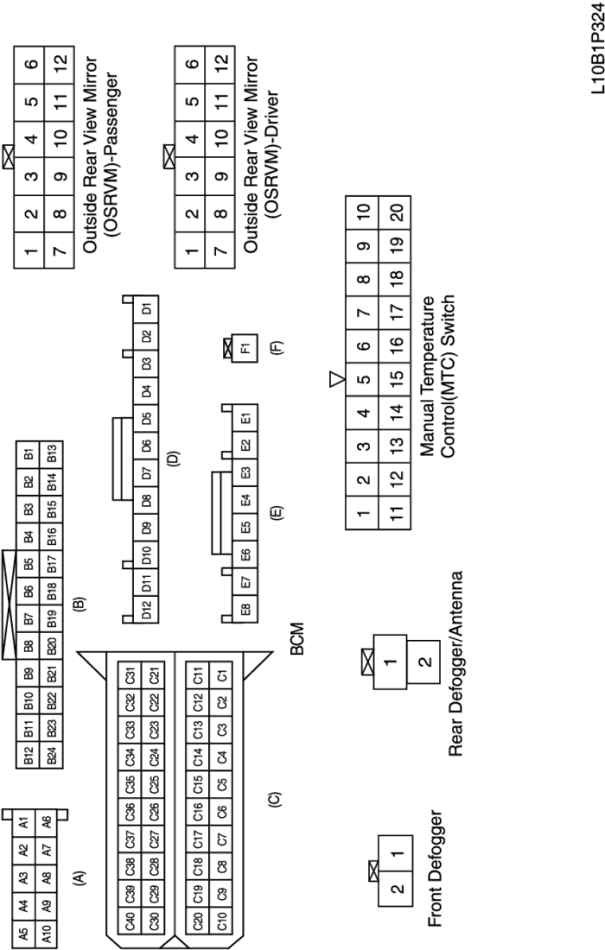 A5 A4 A3 A2 A1
A10 A9 A8 A7 A6
(A)
B12 B11 B10 B9 B8 B7 B6 B5 B4 B3 B2 B1
B24 B23 B22 B21 B20 B19 B18 B17 B16 B15 B14 B13
(B)
1 2 3 4 5 6
7 8 9 10 11 12
Outside Rear View Mirror
(OSRVM)-Passenger
C40 C39 C38 C37 C36 C35 C34 C33 C32 C31
C30 C29 C28 C27 C26 C25 C24 C23 C22 C21
C20 C19 C18 C17 C16 C15 C14 C13 C12 C11
C10 C9 C8 C7 C6 C5 C4 C3 C2 C1
(C)
D12 D11 D10 D9 D8 D7 D6 D5 D4 D3 D2 D1
(D)
E8 E7 E6 E5 E4 E3 E2 E1
(E)
F1
(F)
BCM
1 2 3 4 5 6
7 8 9 10 11 12
Outside Rear View Mirror
(OSRVM)-Driver
2 1
Front Defogger
1
2
Rear Defogger/Antenna
1 2 3 4 5 6 7 8 9 10
11 12 13 14 15 16 17 18 19 20
Manual Temperature
Control(MTC) Switch
L10B1P324